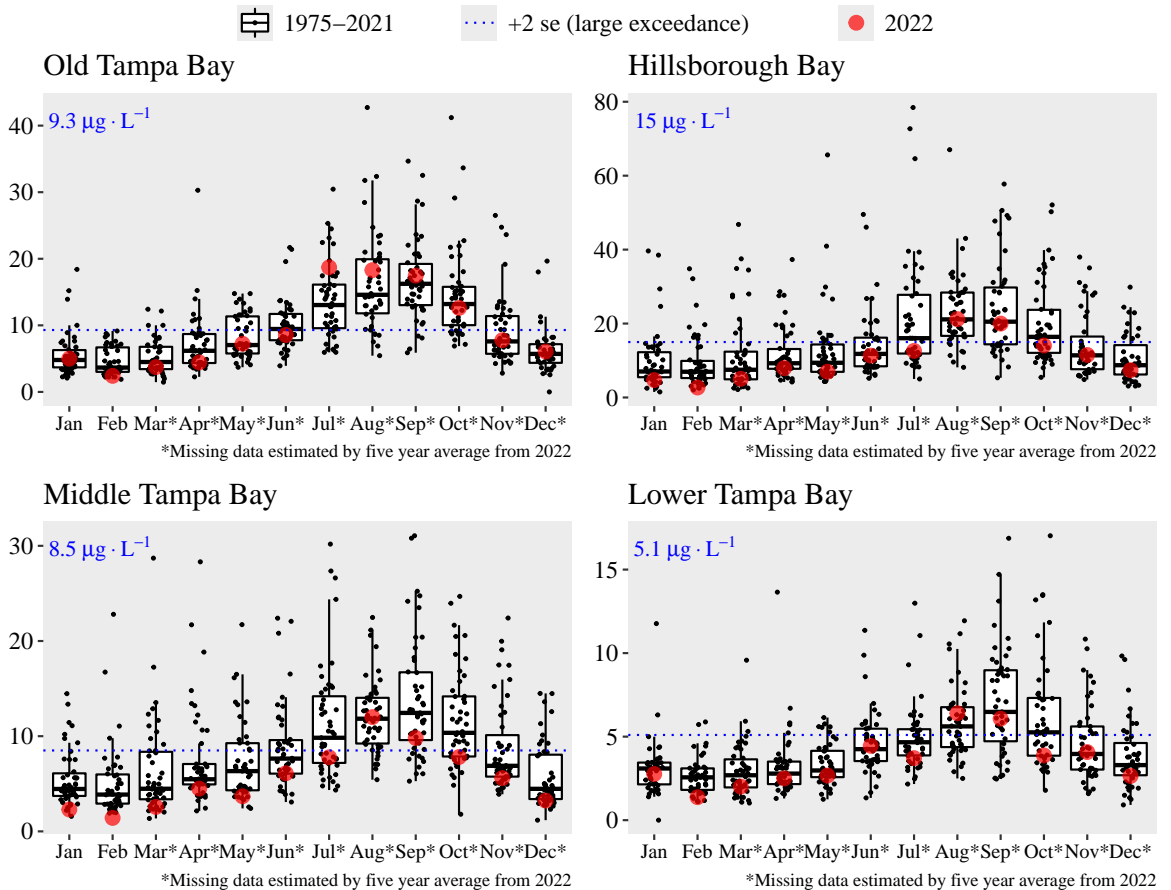 1975–2021 +2 se (large exceedance) 2022
Old Tampa Bay
9.3 µg · L⁻¹
40
30
20
10
0
Jan Feb Mar* Apr* May* Jun* Jul* Aug* Sep* Oct* Nov* Dec*
*Missing data estimated by five year average from 2022
Hillsborough Bay
15 µg · L⁻¹
80
60
40
20
0
Jan Feb Mar* Apr* May* Jun* Jul* Aug* Sep* Oct* Nov* Dec*
*Missing data estimated by five year average from 2022
Middle Tampa Bay
8.5 µg · L⁻¹
30
20
10
0
Jan Feb Mar* Apr* May* Jun* Jul* Aug* Sep* Oct* Nov* Dec*
*Missing data estimated by five year average from 2022
Lower Tampa Bay
5.1 µg · L⁻¹
15
10
5
0
Jan Feb Mar* Apr* May* Jun* Jul* Aug* Sep* Oct* Nov* Dec*
*Missing data estimated by five year average from 2022